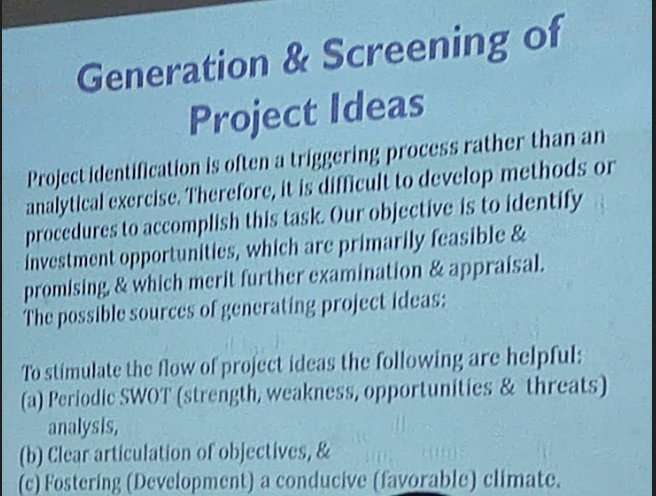 Generation & Screening of
Project Ideas
Project identification is often a triggering process rather than an
analytical exercise. Therefore, it is difficult to develop methods or
procedures to accomplish this task. Our objective is to identify
investment opportunities, which are primarily feasible &
promising, & which merit further examination & appraisal.
The possible sources of generating project ideas:
To stimulate the flow of project ideas the following are helpful:
(a) Periodic SWOT (strength, weakness, opportunities & threats)
analysis,
(b) Clear articulation of objectives, &
(c) Fostering (Development) a conducive (favorable) climate.